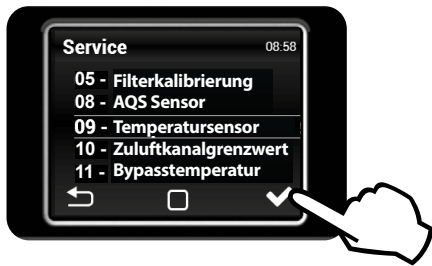 Service 08:58
05 - Filterkalibrierung
08 - AQS Sensor
09 - Temperatursensor
10 - Zuluftkanalgrenzwert
11 - Bypasstemperatur